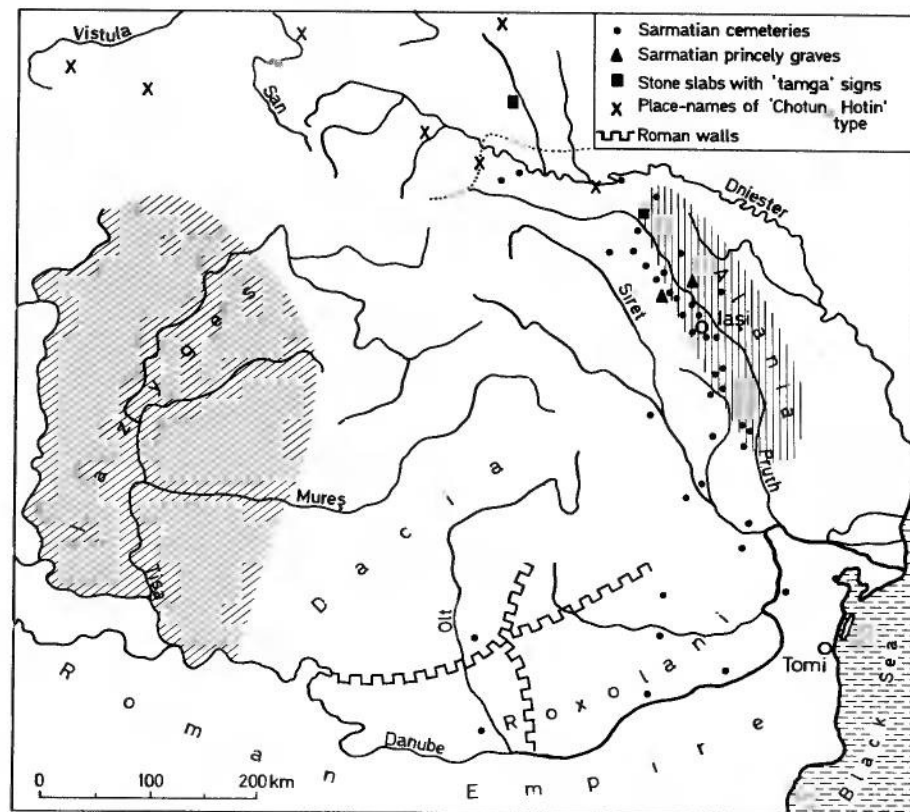 Vistula
San
• Sarmatian cemeteries
▲ Sarmatian princely graves
■ Stone slabs with 'tamga' signs
X Place-names of 'Chotun, Hotin' type
Roman walls
Dniester
Alania
Siret
Iaşi
Pruth
Yazyges
Mureş
Tisa
Dacia
Olt
Roxolani
Tomi
Black Sea
Danube
Roman Empire
0 100 200 km